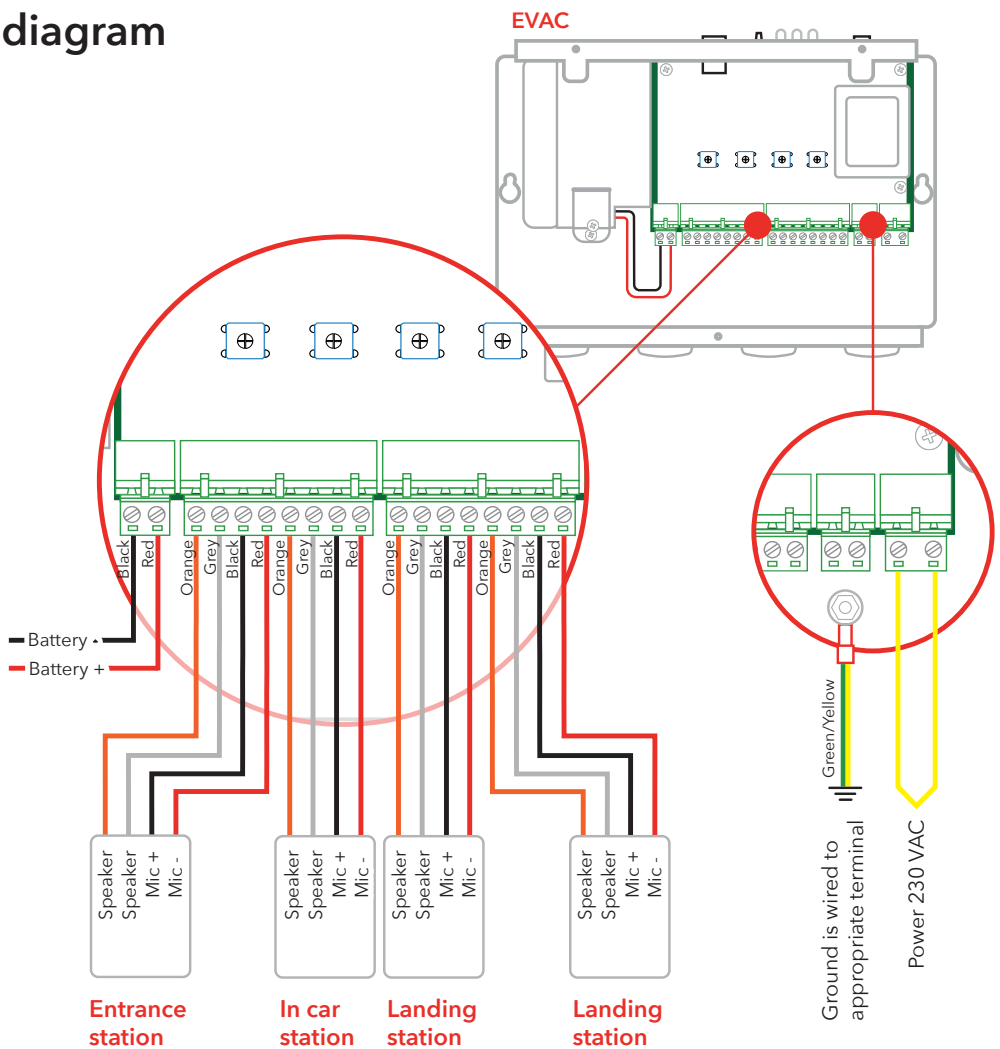 diagram
EVAC
Black
Red
Orange
Grey
Black
Red
Orange
Grey
Black
Red
Orange
Grey
Black
Red
Orange
Grey
Black
Red
Battery -
Battery +
Green/Yellow
Speaker
Speaker
Mic +
Mic -
Speaker
Speaker
Mic +
Mic -
Speaker
Speaker
Mic +
Mic -
Speaker
Speaker
Mic +
Mic -
Ground is wired to
appropriate terminal
Power 230 VAC
Entrance
station
In car
station
Landing
station
Landing
station